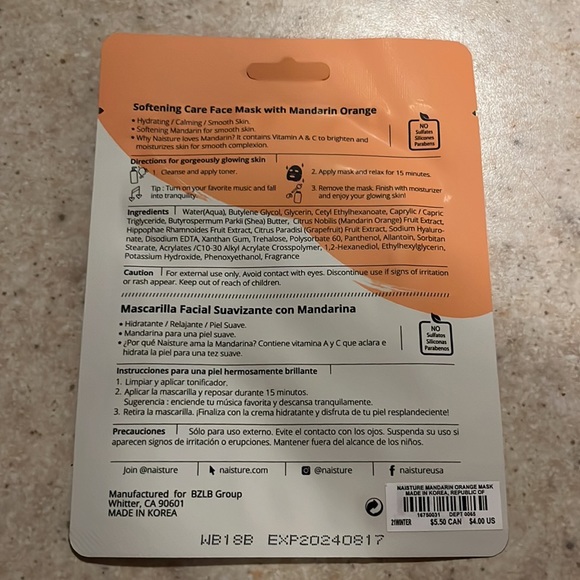 Softening Care Face Mask with Mandarin Orange
• Hydrating / Calming / Smooth Skin.
• Softening Mandarin for smooth skin.
• Why Naisture loves Mandarin? It contains Vitamin A & C to brighten and
moisturizes skin for smooth complexion.
NO
Sulfates
Silicones
Parabens
Directions for gorgeously glowing skin
1. Cleanse and apply toner.
2. Apply mask and relax for 15 minutes.
Tip : Turn on your favorite music and fall
into tranquility.
3. Remove the mask. Finish with moisturizer
and enjoy your glowing skin!
Ingredients | Water(Aqua), Butylene Glycol, Glycerin, Cetyl Ethylhexanoate, Caprylic / Capric
Triglyceride, Butyrospermum Parkii (Shea) Butter, Citrus Nobilis (Mandarin Orange) Fruit Extract,
Hippophae Rhamnoides Fruit Extract, Citrus Paradisi (Grapefruit) Fruit Extract, Sodium Hyaluro-
nate, Disodium EDTA, Xanthan Gum, Trehalose, Polysorbate 60, Panthenol, Allantoin, Sorbitan
Stearate, Acrylates /C10-30 Alkyl Acrylate Crosspolymer, 1,2-Hexanediol, Ethylhexylglycerin,
Potassium Hydroxide, Phenoxyethanol, Fragrance
Caution | For external use only. Avoid contact with eyes. Discontinue use if signs of irritation
or rash appear. Keep out of reach of children.
Mascarilla Facial Suavizante con Mandarina
• Hidratante / Relajante / Piel Suave.
• Mandarina para una piel suave.
• ¿Por qué Naisture ama la Mandarina? Contiene vitamina A y C que aclara e
hidrata la piel para una tez suave.
NO
Sulfatos
Siliconas
Parabenos
Instrucciones para una piel hermosamente brillante
1. Limpiar y aplicar tonificador.
2. Aplicar la mascarilla y reposar durante 15 minutos.
Sugerencia : enciende tu música favorita y descansa tranquilamente.
3. Retira la mascarilla. ¡Finaliza con la crema hidratante y disfruta de tu piel resplandeciente!
Precauciones | Sólo para uso externo. Evite el contacto con los ojos. Suspenda su uso si
aparecen signos de irritación o erupciones. Mantener fuera del alcance de los niños.
Join @naisture | naisture.com | @naisture | naistureusa
Manufactured for BZLB Group
Whitter, CA 90601
MADE IN KOREA
NAISTURE MANDARIN ORANGE MASK
MADE IN KOREA, REPUBLIC OF
16780031 DEPT 0065
21WINTER $5.50 CAN $4.00 US
WB18B EXP20240817